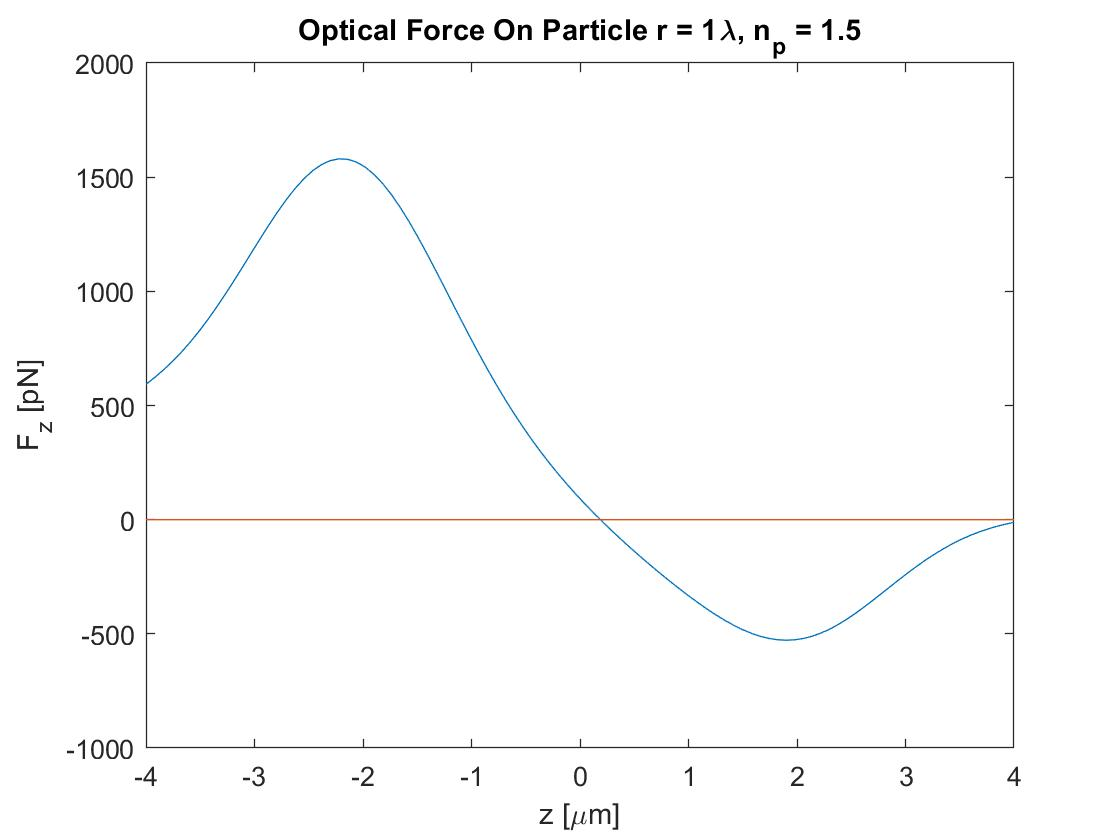 Optical Force On Particle r = 1λ, n_p = 1.5
2000
1500
1000
500
0
-500
-1000
F_z [pN]
-4 -3 -2 -1 0 1 2 3 4
z [μm]